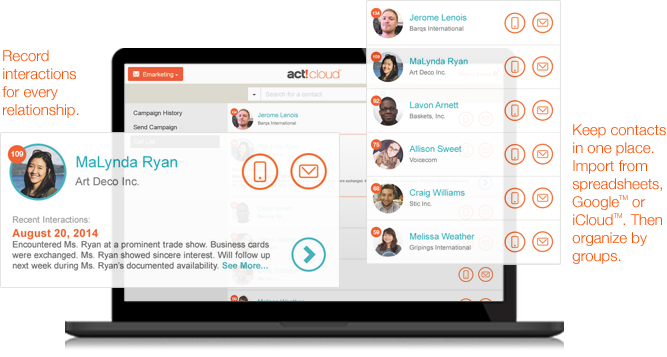 Record
interactions
for every
relationship.
Emarketing
act! cloud
Search for a contact
Campaign History
Send Campaign
Jerome Lenois
Barqs International
109
MaLynda Ryan
Art Deco Inc.
Recent Interactions:
August 20, 2014
Encountered Ms. Ryan at a prominent trade show. Business cards
were exchanged. Ms. Ryan showed sincere interest. Will follow up
next week during Ms. Ryan's documented availability. See More...
Jerome Lenois
Barqs International
109
MaLynda Ryan
Art Deco Inc.
92
Lavon Arnett
Baskets, Inc.
75
Allison Sweet
Voicecom
Craig Williams
Stic Inc.
59
Melissa Weather
Gripings International
Melissa Weather
Keep contacts
in one place.
Import from
spreadsheets,
Google™ or
iCloud™. Then
organize by
groups.